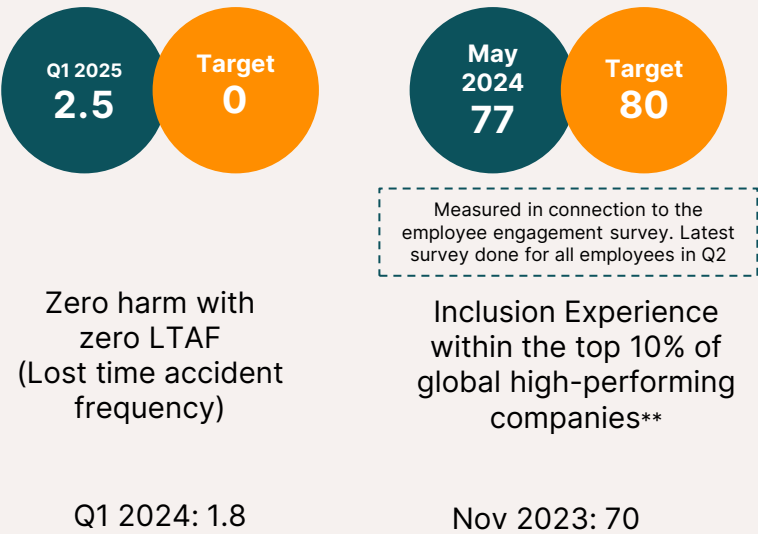 Q1 2025
2.5
Target
0
May
2024
77
Target
80
Measured in connection to the
employee engagement survey. Latest
survey done for all employees in Q2
Zero harm with
zero LTAF
(Lost time accident
frequency)
Inclusion Experience
within the top 10% of
global high-performing
companies**
Q1 2024: 1.8
Nov 2023: 70